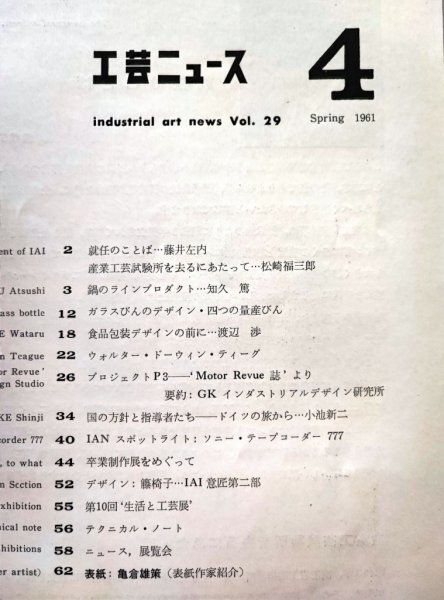 工芸ニュース 4
industrial art news Vol. 29 Spring 1961
ent of IAI 2 就任のことば…藤井左内
産業工芸試験所を去るにあたって…松崎福三郎
U Atsushi 3 鍋のラインプロダクト…知久 篤
ass bottle 12 ガラスびんのデザイン・四つの量産びん
E Wataru 18 食品包装デザインの前に…渡辺 渉
n Teague 22 ウォルター・ドーウィン・ティーグ
or Revue' 26 プロジェクトP3——‘Motor Revue 誌’より
gn Studio 要約: GK インダストリアルデザイン研究所
KE Shinji 34 国の方針と指導者たち——ドイツの旅から…小池新二
corder 777 40 IAN スポットライト: ソニー・テープコーダー 777
, to what 44 卒業制作展をめぐって
n Scction 52 デザイン: 籐椅子…IAI 意匠第二部
xhibition 55 第10回‘生活と工芸展’
nical note 56 テクニカル・ノート
hibitions 58 ニュース, 展覧会
er artist) 62 表紙: 亀倉雄策 (表紙作家紹介)